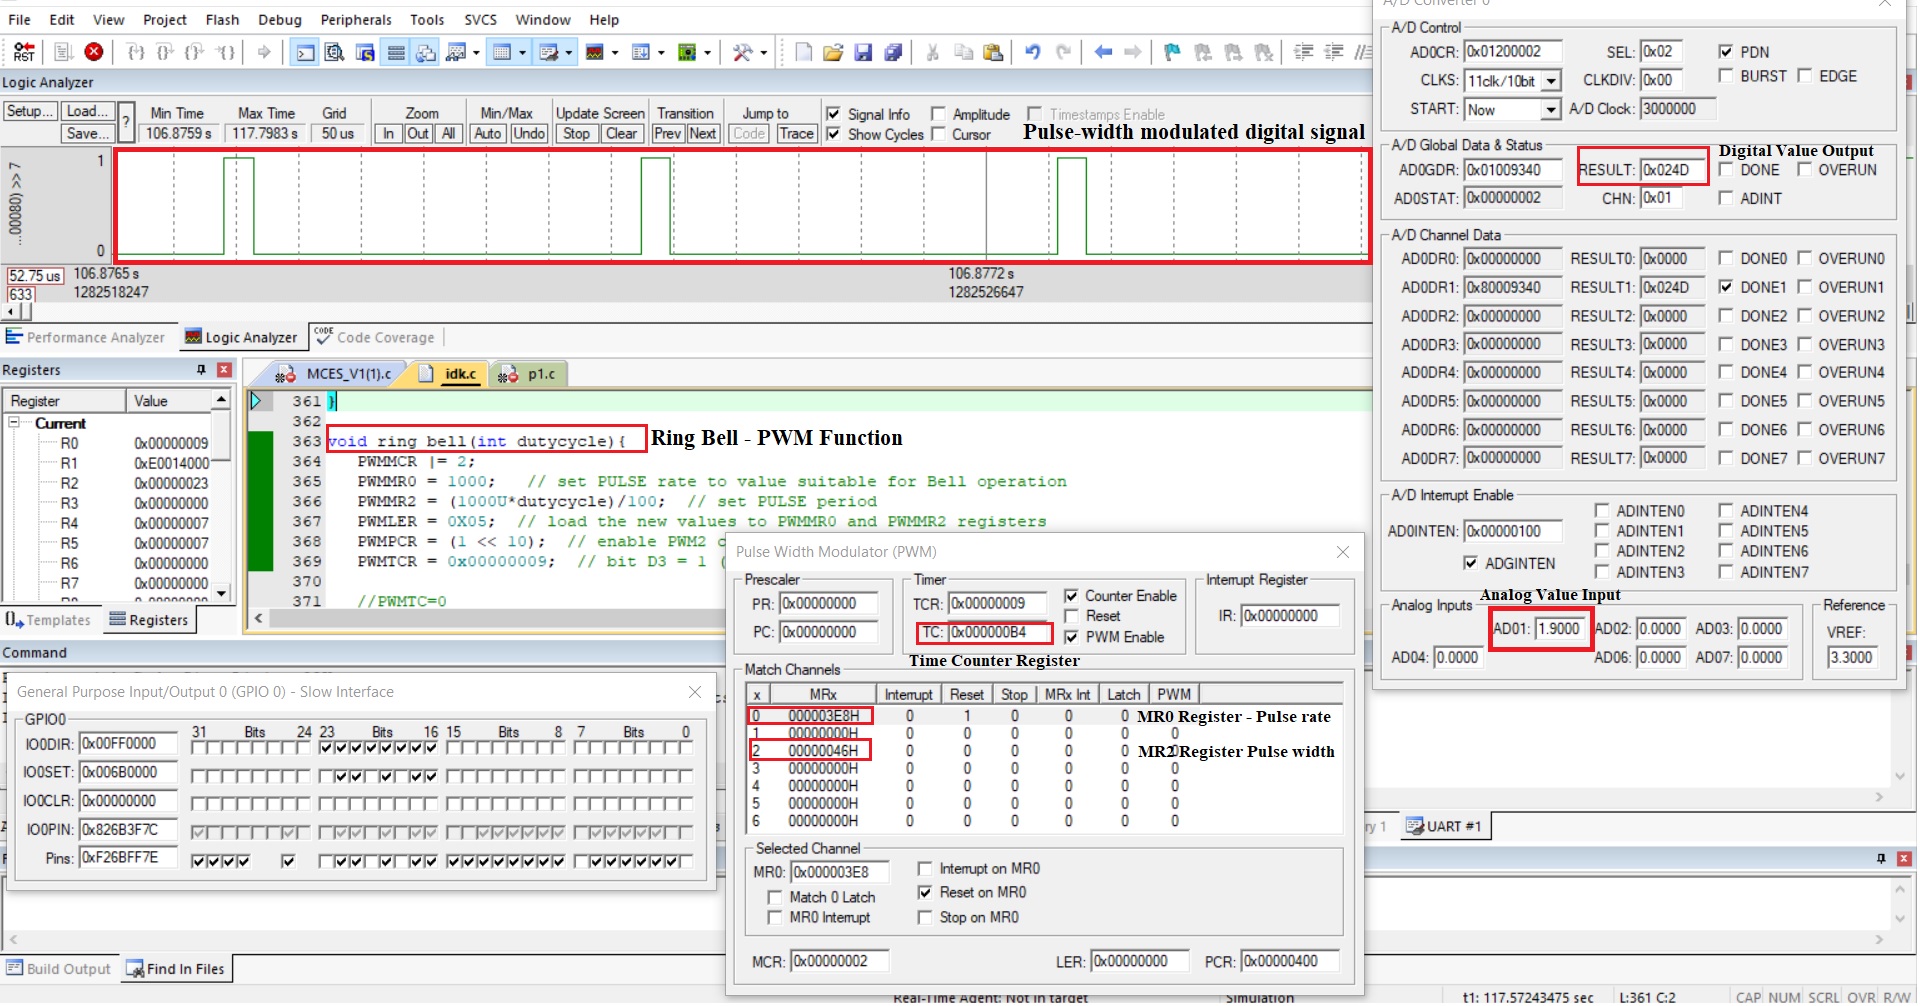 File Edit View Project Flash Debug Peripherals Tools SVCS Window Help
RST
Logic Analyzer
Setup... Load... Save... ? Min Time Max Time Grid Zoom Min/Max Update Screen Transition Jump to Signal Info Amplitude Timestamps Enable
106.8759 s 117.7983 s 50 us In Out All Auto Undo Stop Clear Prev Next Code Trace Show Cycles Cursor
Pulse-width modulated digital signal
...00080) >> 7
1
0
52.75 us 106.8765 s 106.8772 s
633 1282518247 1282526647
Performance Analyzer Logic Analyzer CODE Code Coverage
Registers
Register Value
Current
R0 0x00000009
R1 0xE0014000
R2 0x00000023
R3 0x00000000
R4 0x00000007
R5 0x00000007
R6 0x00000000
R7 0x00000000
Templates Registers
MCES_V1(1).c idk.c p1.c
361 }
362
363 void ring bell(int dutycycle){
Ring Bell - PWM Function
364 PWMMCR |= 2;
365 PWMMR0 = 1000; // set PULSE rate to value suitable for Bell operation
366 PWMMR2 = (1000U*dutycycle)/100; // set PULSE period
367 PWMLER = 0X05; // load the new values to PWMMR0 and PWMMR2 registers
368 PWMPCR = (1 << 10); // enable PWM2 c
369 PWMTCR = 0x00000009; // bit D3 = 1 (
370
371 //PWMTC=0
Command
General Purpose Input/Output 0 (GPIO 0) - Slow Interface
GPIO0
31 Bits 24 23 Bits 16 15 Bits 8 7 Bits 0
IO0DIR: 0x00FF0000
IO0SET: 0x006B0000
IO0CLR: 0x00000000
IO0PIN: 0x826B3F7C
Pins: 0xF26BFF7E
Build Output Find In Files
Pulse Width Modulator (PWM)
Prescaler Timer Interrupt Register
PR: 0x00000000 TCR: 0x00000009 Counter Enable
Reset IR: 0x00000000
PC: 0x00000000 TC: 0x000000B4 PWM Enable
Time Counter Register
Match Channels
x MRx Interrupt Reset Stop MRx Int Latch PWM
0 000003E8H 0 1 0 0 0 MR0 Register - Pulse rate
1 00000000H 0 0 0 0 0 0
2 00000046H 0 0 0 0 0 MR2 Register Pulse width
3 00000000H 0 0 0 0 0 0
4 00000000H 0 0 0 0 0 0
5 00000000H 0 0 0 0 0 0
6 00000000H 0 0 0 0 0 0
Selected Channel
MR0: 0x000003E8 Interrupt on MR0
Match 0 Latch Reset on MR0
MR0 Interrupt Stop on MR0
MCR: 0x00000002 LER: 0x00000000 PCR: 0x00000400
A/D Converter 0
A/D Control
AD0CR: 0x01200002 SEL: 0x02 PDN
CLKS: 11clk/10bit CLKDIV: 0x00 BURST EDGE
START: Now A/D Clock: 3000000
A/D Global Data & Status
Digital Value Output
AD0GDR: 0x01009340 RESULT: 0x024D DONE OVERUN
AD0STAT: 0x00000002 CHN: 0x01 ADINT
A/D Channel Data
AD0DR0: 0x00000000 RESULT0: 0x0000 DONE0 OVERUN0
AD0DR1: 0x80009340 RESULT1: 0x024D DONE1 OVERUN1
AD0DR2: 0x00000000 RESULT2: 0x0000 DONE2 OVERUN2
AD0DR3: 0x00000000 RESULT3: 0x0000 DONE3 OVERUN3
AD0DR4: 0x00000000 RESULT4: 0x0000 DONE4 OVERUN4
AD0DR5: 0x00000000 RESULT5: 0x0000 DONE5 OVERUN5
AD0DR6: 0x00000000 RESULT6: 0x0000 DONE6 OVERUN6
AD0DR7: 0x00000000 RESULT7: 0x0000 DONE7 OVERUN7
A/D Interrupt Enable
AD0INTEN: 0x00000100 ADINTEN0 ADINTEN4
ADINTEN1 ADINTEN5
ADINTEN2 ADINTEN6
ADGINTEN ADINTEN3 ADINTEN7
Analog Value Input
Analog Inputs Reference
AD01: 1.9000 AD02: 0.0000 AD03: 0.0000 VREF:
AD04: 0.0000 AD06: 0.0000 AD07: 0.0000 3.3000
ry 1 UART #1
Real-Time Agent: Not in target Simulation t1: 117.57243475 sec L:361 C:2 CAP NUM SCRL OVR R/W